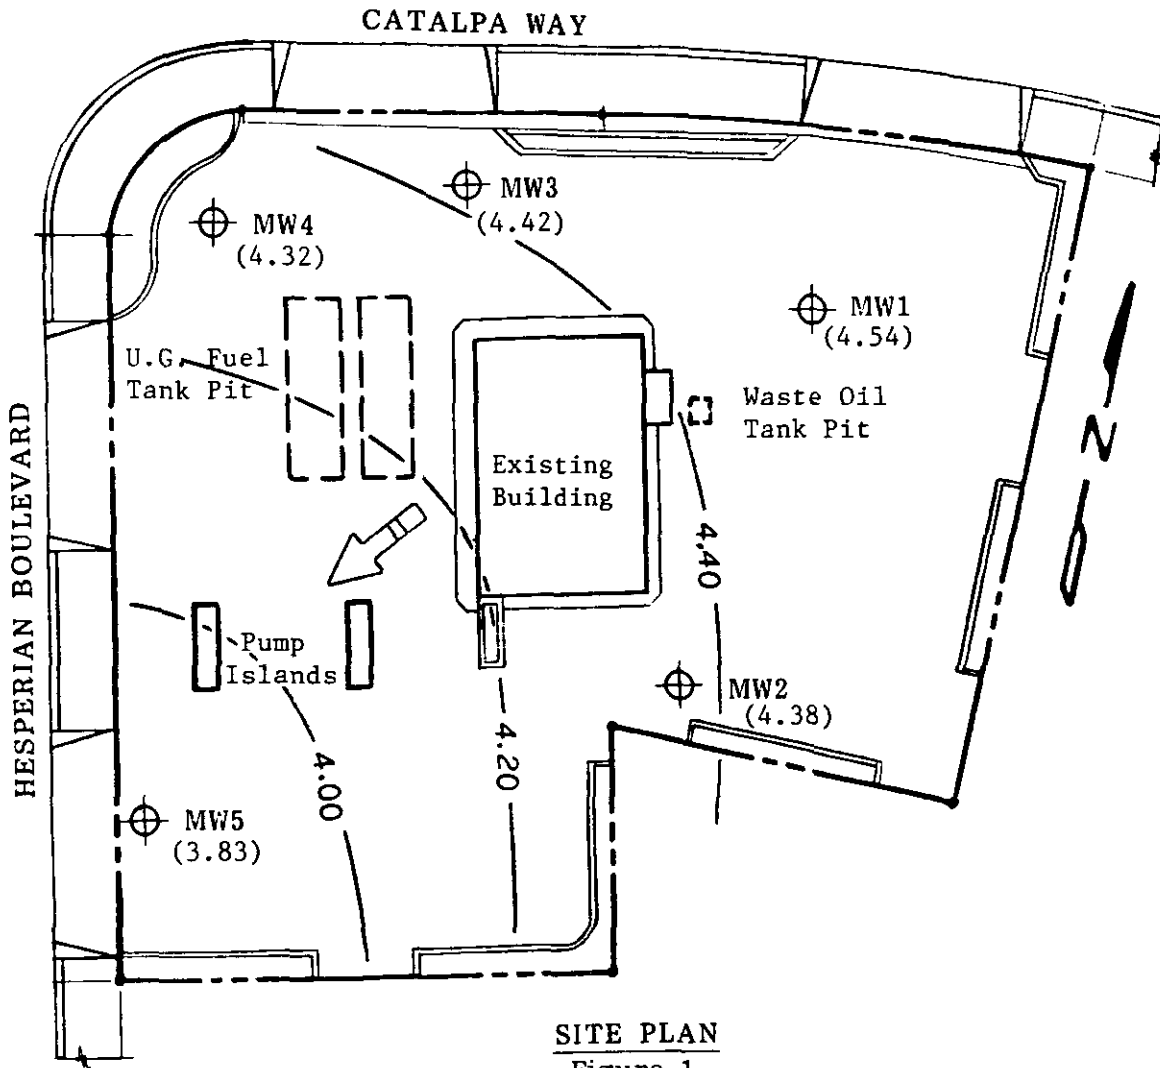 CATALPA WAY
MW3
(4.42)
MW4
(4.32)
MW1
(4.54)
U.G. Fuel
Tank Pit
Waste Oil
Tank Pit
N
HESPERIAN BOULEVARD
Existing
Building
4.40
Pump
Islands
MW2
(4.38)
4.20
4.00
MW5
(3.83)
SITE PLAN
Figure 1